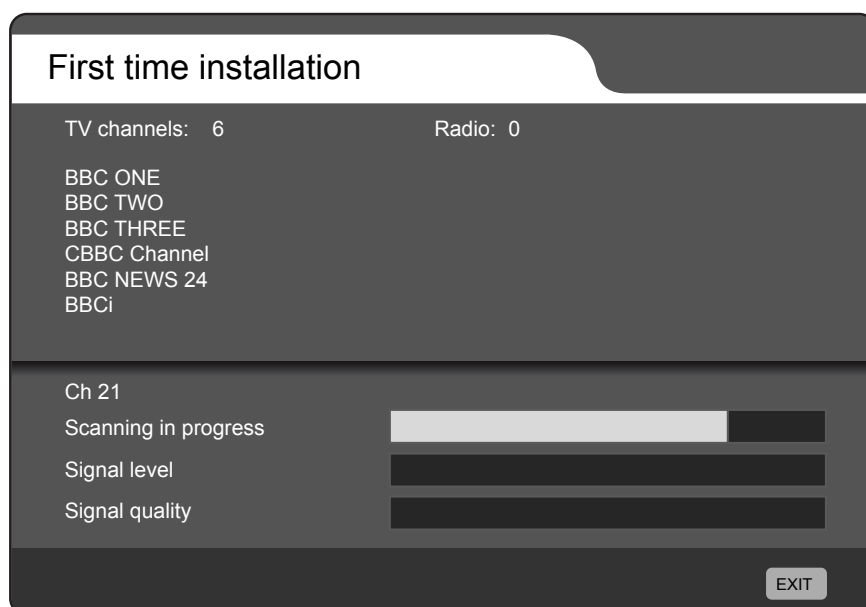 First time installation
TV channels: 6 Radio: 0
BBC ONE
BBC TWO
BBC THREE
CBBC Channel
BBC NEWS 24
BBCi
Ch 21
Scanning in progress
Signal level
Signal quality
EXIT